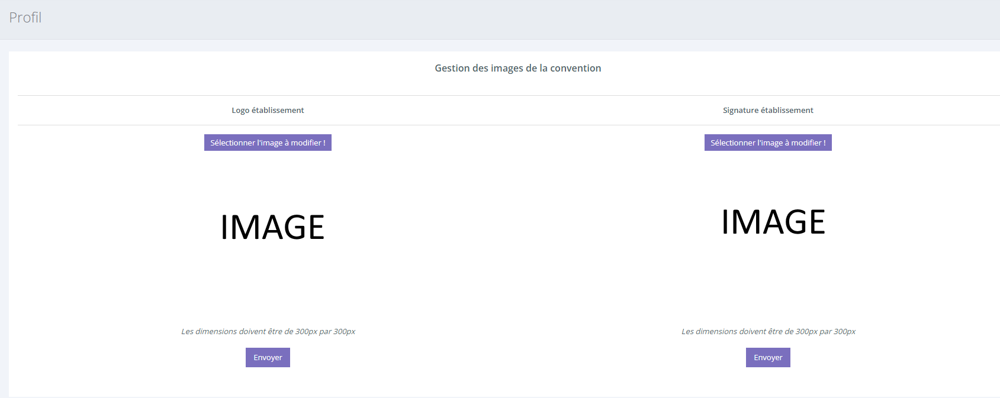 Profil
Gestion des images de la convention
Logo établissement
Signature établissement
Sélectionner l'image à modifier !
Sélectionner l'image à modifier !
IMAGE
IMAGE
Les dimensions doivent être de 300px par 300px
Les dimensions doivent être de 300px par 300px
Envoyer
Envoyer